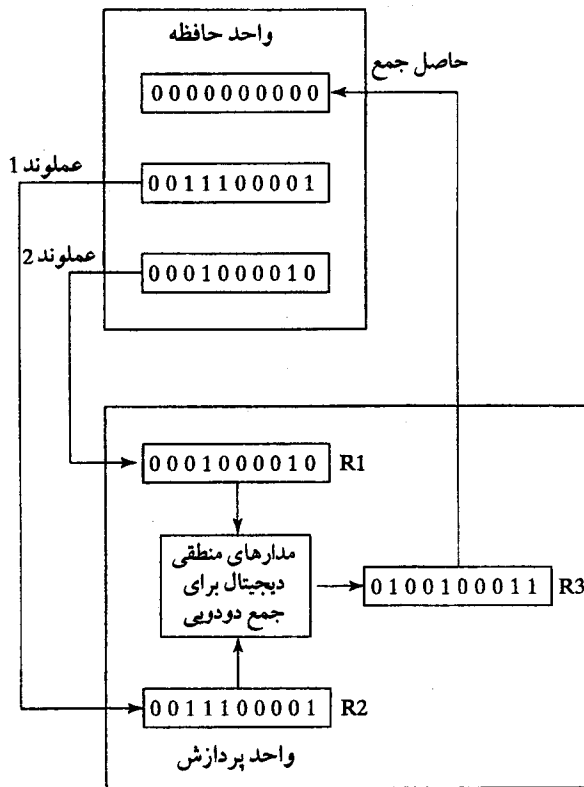 واحد حافظه
حاصل جمع
0000000000
عملوند 1
0011100001
عملوند 2
0001000010
0001000010 R1
مدارهای منطقی
دیجیتال برای
جمع دودویی
0100100011 R3
0011100001 R2
واحد پردازش